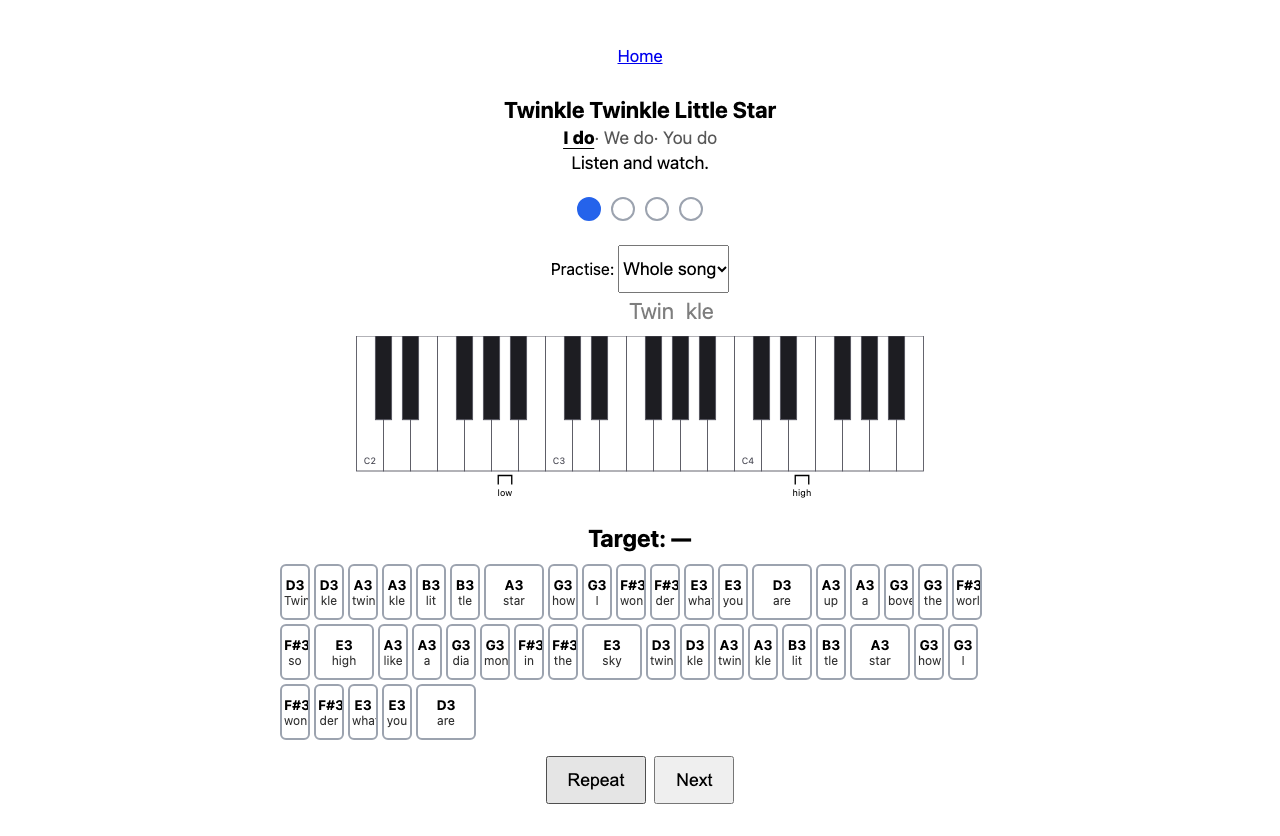 Home
Twinkle Twinkle Little Star
I do· We do· You do
Listen and watch.
Practise: Whole song
Twin kle
C2 C3 C4
low high
Target: —
D3 D3 A3 A3 B3 B3 A3 G3 G3 F#3 F#3 E3 E3 D3 A3 A3 G3 G3 F#3
Twin kle twin kle lit tle star how I won der wha you are up a bove the worl
F#3 E3 A3 A3 G3 G3 F#3 F#3 E3 D3 D3 A3 A3 B3 B3 A3 G3 G3
so high like a dia mon in the sky twin kle twin kle lit tle star how I
F#3 F#3 E3 E3 D3
won der wha you are
Repeat Next